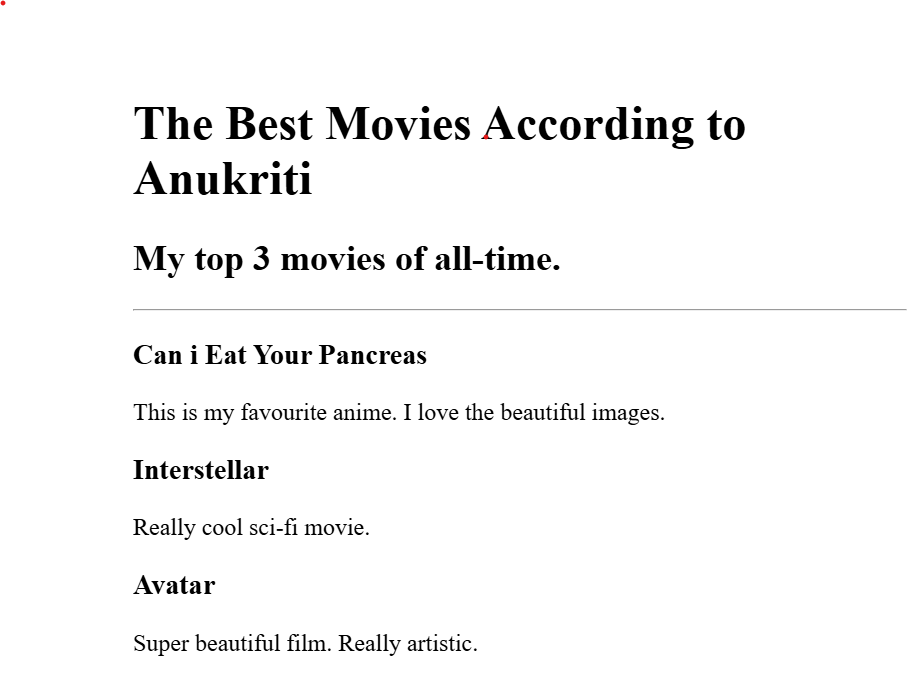 The Best Movies According to
Anukriti
My top 3 movies of all-time.
Can i Eat Your Pancreas
This is my favourite anime. I love the beautiful images.
Interstellar
Really cool sci-fi movie.
Avatar
Super beautiful film. Really artistic.